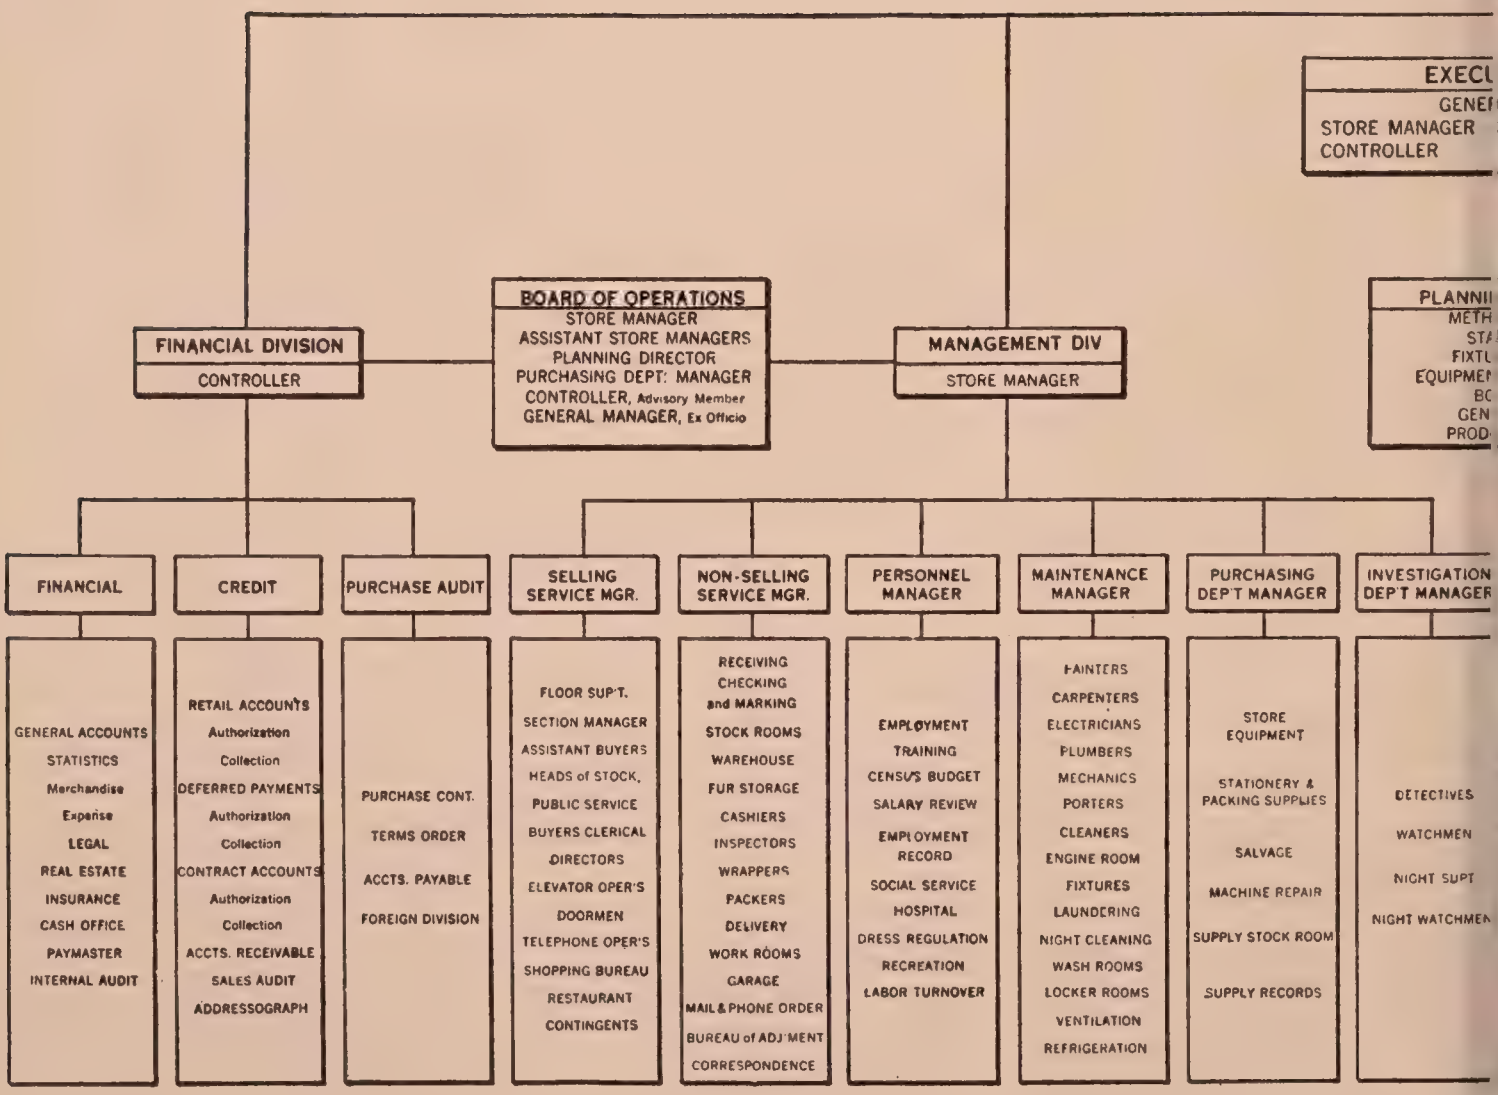 EXECU
GENER
STORE MANAGER
CONTROLLER
FINANCIAL DIVISION
CONTROLLER
BOARD OF OPERATIONS
STORE MANAGER
ASSISTANT STORE MANAGERS
PLANNING DIRECTOR
PURCHASING DEPT: MANAGER
CONTROLLER, Advisory Member
GENERAL MANAGER, Ex Officio
MANAGEMENT DIV
STORE MANAGER
PLANNI
METH
STA
FIXTU
EQUIPMEN
BO
GEN
PROD
FINANCIAL
GENERAL ACCOUNTS
STATISTICS
Merchandise
Expense
LEGAL
REAL ESTATE
INSURANCE
CASH OFFICE
PAYMASTER
INTERNAL AUDIT
CREDIT
RETAIL ACCOUNTS
Authorization
Collection
DEFERRED PAYMENTS
Authorization
Collection
CONTRACT ACCOUNTS
Authorization
Collection
ACCTS. RECEIVABLE
SALES AUDIT
ADDRESSOGRAPH
PURCHASE AUDIT
PURCHASE CONT.
TERMS ORDER
ACCTS. PAYABLE
FOREIGN DIVISION
SELLING
SERVICE MGR.
FLOOR SUP'T.
SECTION MANAGER
ASSISTANT BUYERS
HEADS of STOCK,
PUBLIC SERVICE
BUYERS CLERICAL
DIRECTORS
ELEVATOR OPER'S
DOORMEN
TELEPHONE OPER'S
SHOPPING BUREAU
RESTAURANT
CONTINGENTS
NON-SELLING
SERVICE MGR.
RECEIVING
CHECKING
and MARKING
STOCK ROOMS
WAREHOUSE
FUR STORAGE
CASHIERS
INSPECTORS
WRAPPERS
PACKERS
DELIVERY
WORK ROOMS
GARAGE
MAIL & PHONE ORDER
BUREAU of ADJ'MENT
CORRESPONDENCE
PERSONNEL
MANAGER
EMPLOYMENT
TRAINING
CENSUS BUDGET
SALARY REVIEW
EMPLOYMENT
RECORD
SOCIAL SERVICE
HOSPITAL
DRESS REGULATION
RECREATION
LABOR TURNOVER
MAINTENANCE
MANAGER
PAINTERS
CARPENTERS
ELECTRICIANS
PLUMBERS
MECHANICS
PORTERS
CLEANERS
ENGINE ROOM
FIXTURES
LAUNDERING
NIGHT CLEANING
WASH ROOMS
LOCKER ROOMS
VENTILATION
REFRIGERATION
PURCHASING
DEP'T MANAGER
STORE
EQUIPMENT
STATIONERY &
PACKING SUPPLIES
SALVAGE
MACHINE REPAIR
SUPPLY STOCK ROOM
SUPPLY RECORDS
INVESTIGATION
DEP'T MANAGER
DETECTIVES
WATCHMEN
NIGHT SUPT
NIGHT WATCHMEN